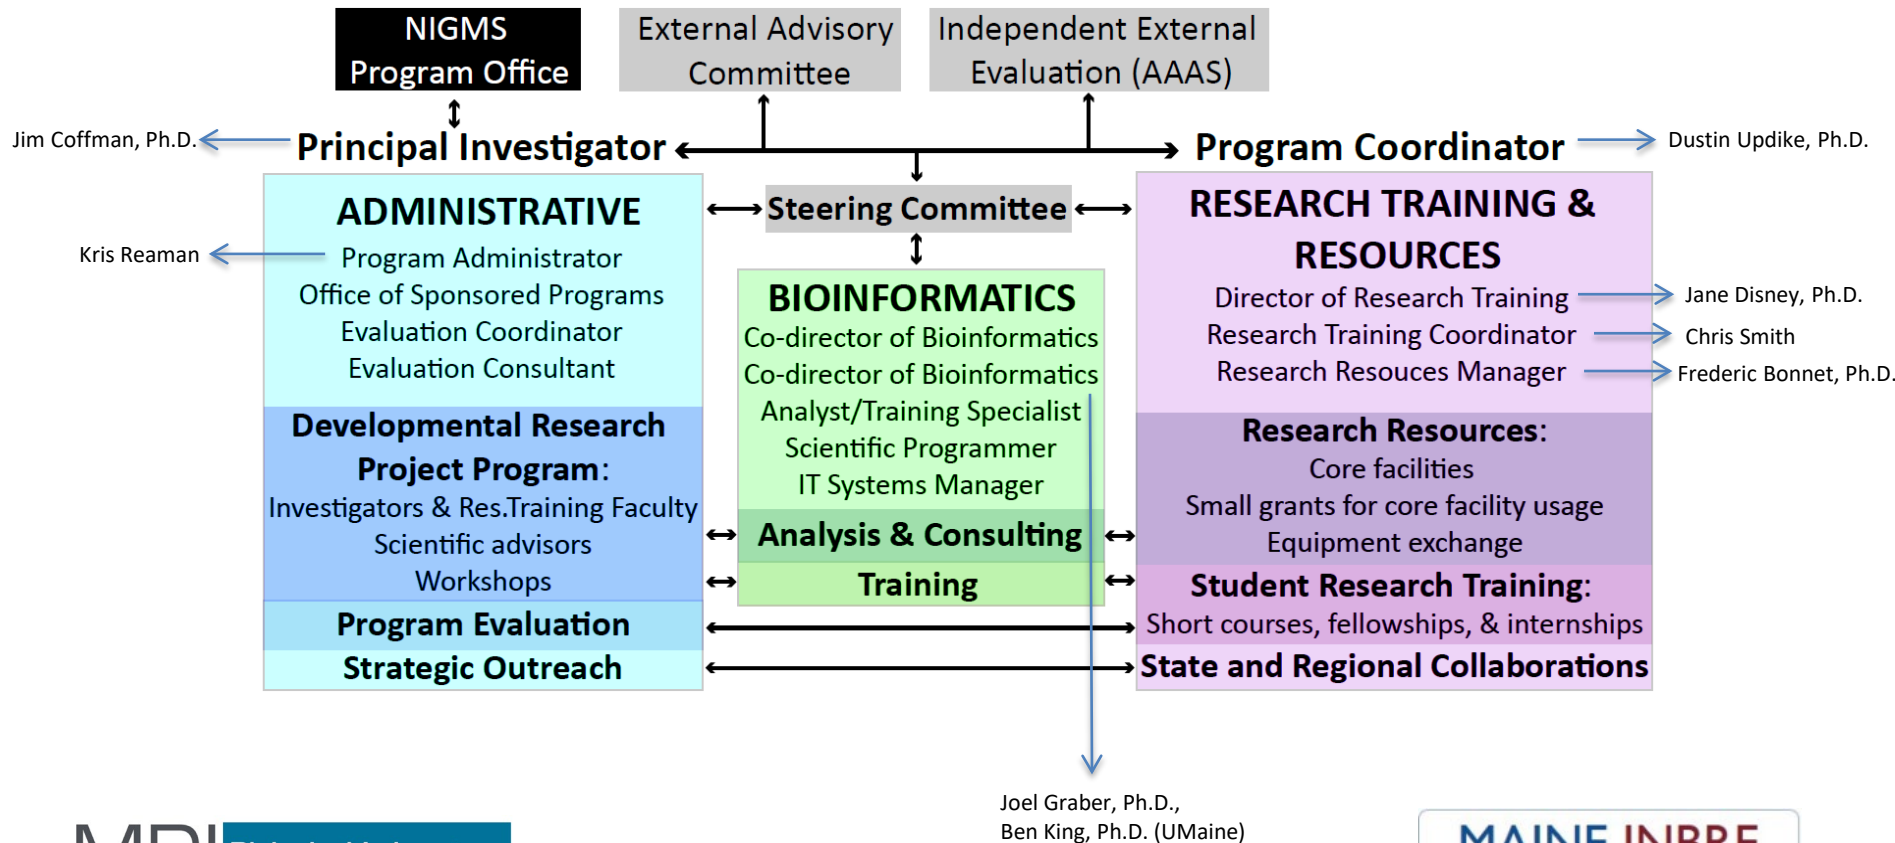 NIGMS
Program Office
External Advisory
Committee
Independent External
Evaluation (AAAS)
Jim Coffman, Ph.D.
Principal Investigator
Program Coordinator
Dustin Updike, Ph.D.
ADMINISTRATIVE
Kris Reaman
Program Administrator
Office of Sponsored Programs
Evaluation Coordinator
Evaluation Consultant
Developmental Research
Project Program:
Investigators & Res.Training Faculty
Scientific advisors
Workshops
Program Evaluation
Strategic Outreach
Steering Committee
BIOINFORMATICS
Co-director of Bioinformatics
Co-director of Bioinformatics
Analyst/Training Specialist
Scientific Programmer
IT Systems Manager
Analysis & Consulting
Training
Joel Graber, Ph.D.,
Ben King, Ph.D. (UMaine)
RESEARCH TRAINING &
RESOURCES
Director of Research Training
Jane Disney, Ph.D.
Research Training Coordinator
Chris Smith
Research Resouces Manager
Frederic Bonnet, Ph.D.
Research Resources:
Core facilities
Small grants for core facility usage
Equipment exchange
Student Research Training:
Short courses, fellowships, & internships
State and Regional Collaborations
MAINE INBRE